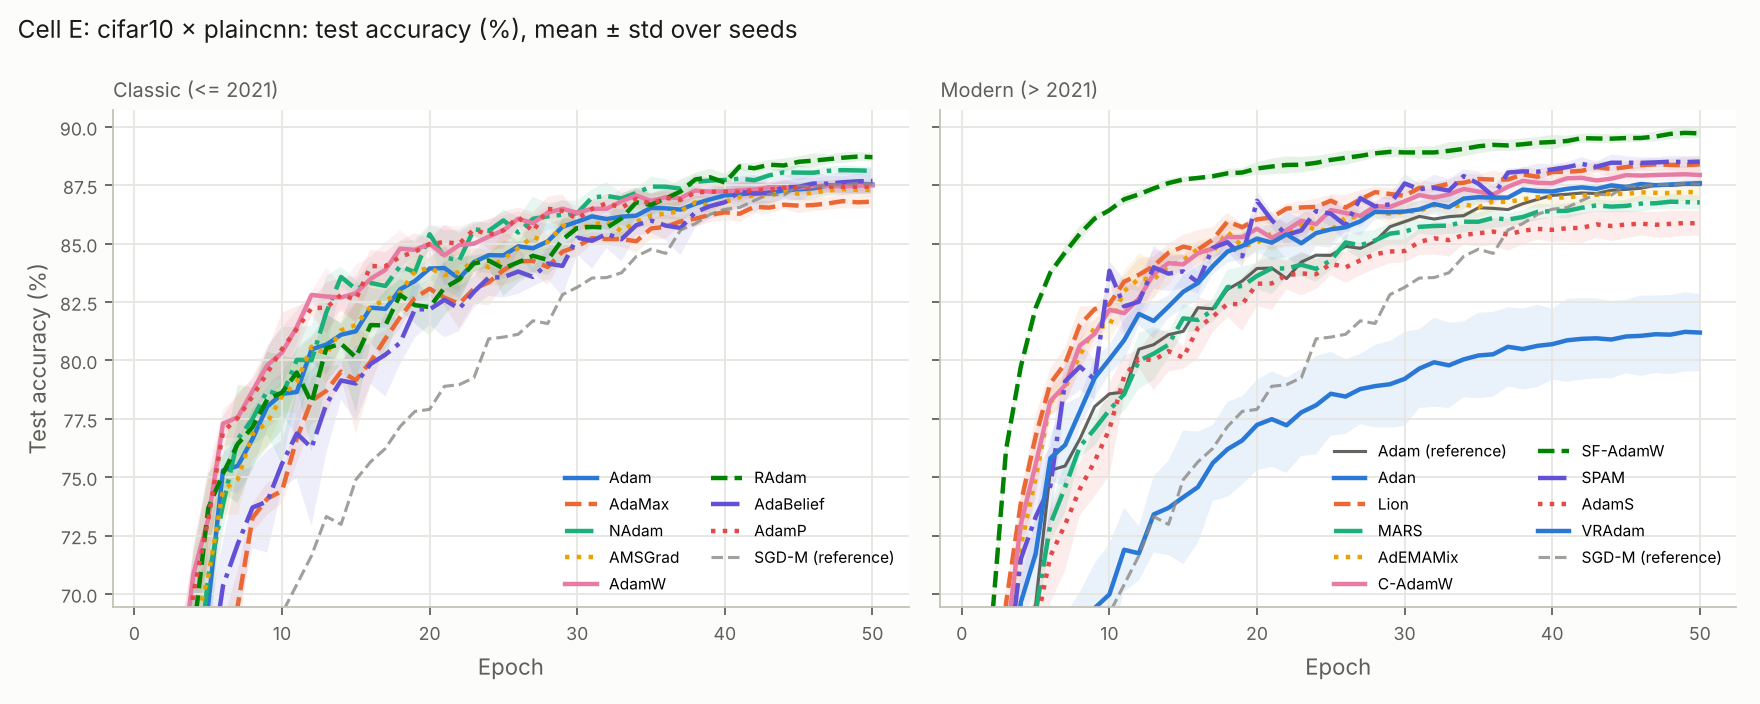 Cell E: cifar10 × plaincnn: test accuracy (%), mean ± std over seeds
Classic (<= 2021)
Modern (> 2021)
Test accuracy (%)
90.0
87.5
85.0
82.5
80.0
77.5
75.0
72.5
70.0
Adam
AdaMax
NAdam
AMSGrad
AdamW
RAdam
AdaBelief
AdamP
SGD-M (reference)
0 10 20 30 40 50
Epoch
Adam (reference)
Adan
Lion
MARS
AdEMAMix
C-AdamW
SF-AdamW
SPAM
AdamS
VRAdam
SGD-M (reference)
0 10 20 30 40 50
Epoch